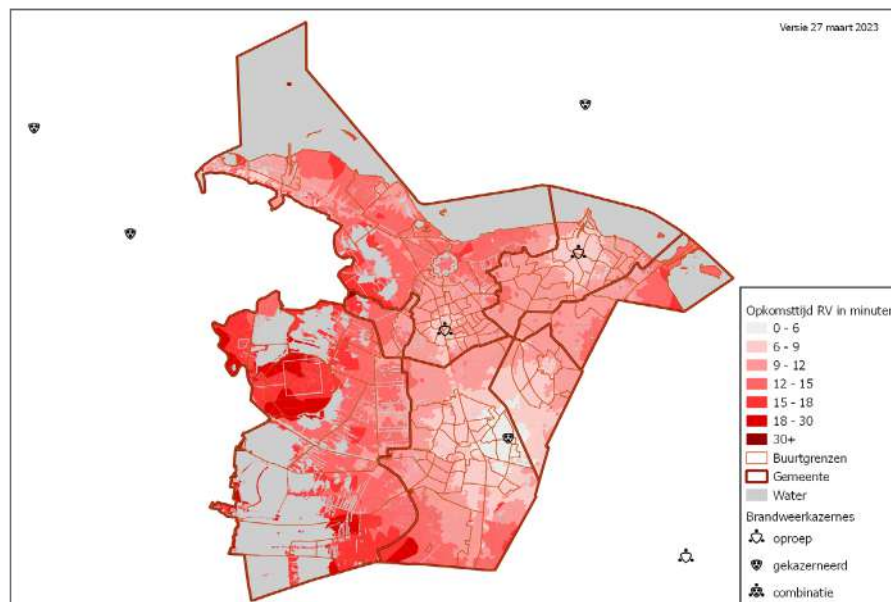 Versie 27 maart 2023
Opkomsttijd RV in minuten
0 - 6
6 - 9
9 - 12
12 - 15
15 - 18
18 - 30
30+
Buurtgrenzen
Gemeente
Water
Brandweerkazernes
oproep
gekazerneerd
combinatie